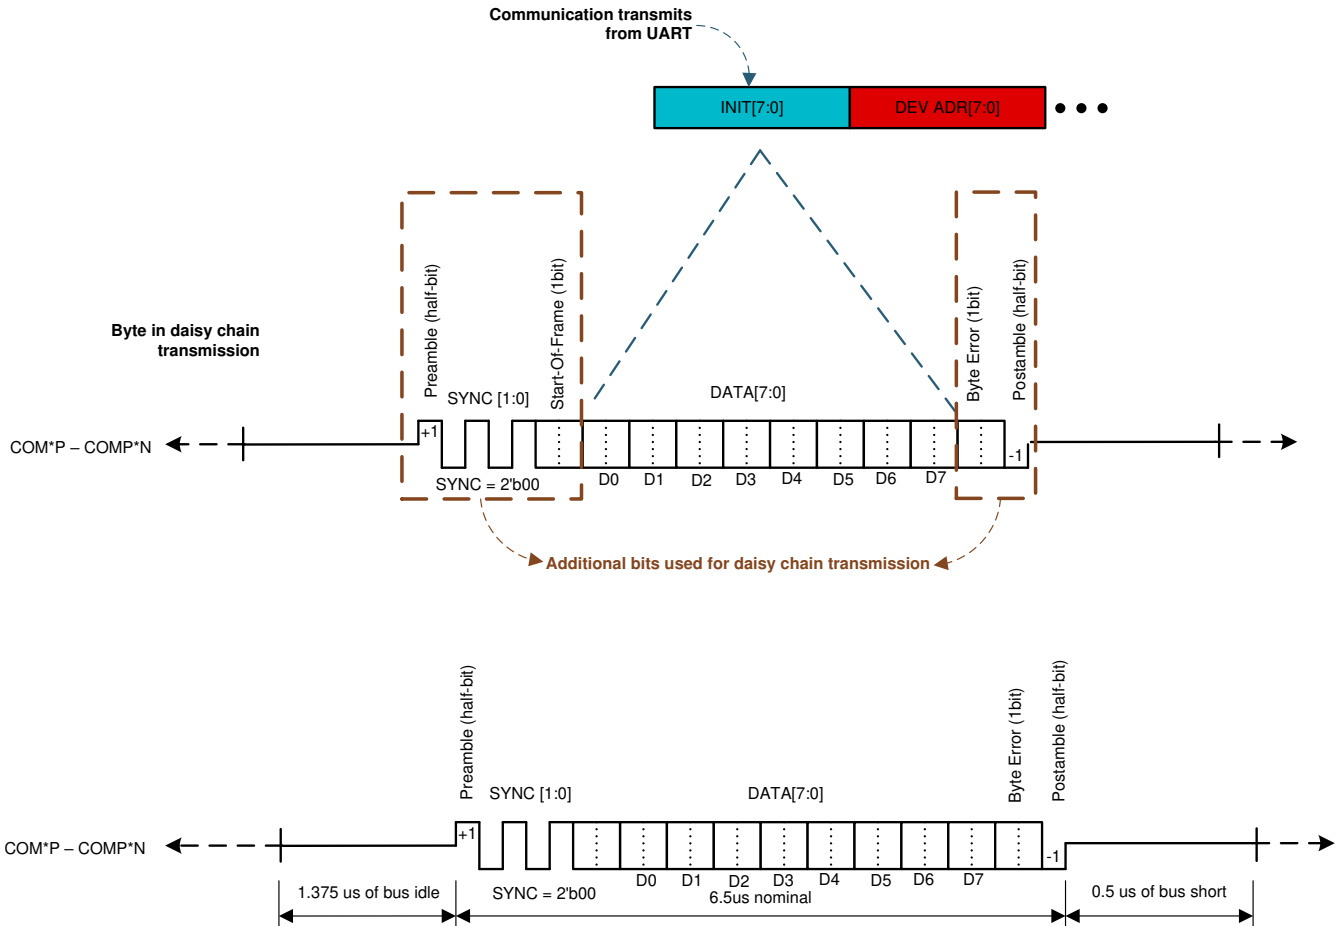 Communication transmits
from UART
INIT[7:0]
DEV ADR[7:0]
Byte in daisy chain
transmission
Preamble (half-bit)
SYNC [1:0]
Start-Of-Frame (1bit)
DATA[7:0]
Byte Error (1bit)
Postamble (half-bit)
COM*P – COMP*N
+1
-1
SYNC = 2'b00
D0
D1
D2
D3
D4
D5
D6
D7
Additional bits used for daisy chain transmission
Preamble (half-bit)
SYNC [1:0]
DATA[7:0]
Byte Error (1bit)
Postamble (half-bit)
COM*P – COMP*N
+1
-1
D0
D1
D2
D3
D4
D5
D6
D7
1.375 us of bus idle
SYNC = 2'b00
6.5us nominal
0.5 us of bus short